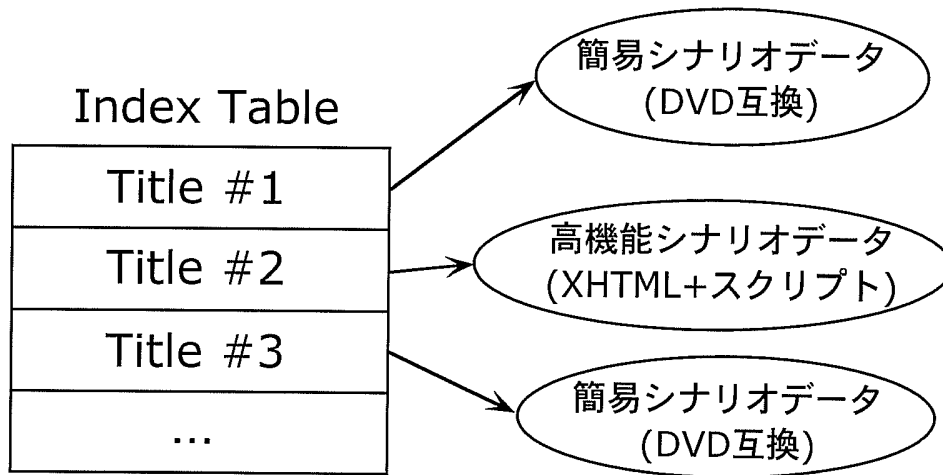 Index Table
Title #1
Title #2
Title #3
...
簡易シナリオデータ
(DVD互換)
高機能シナリオデータ
(XHTML+スクリプト)
簡易シナリオデータ
(DVD互換)